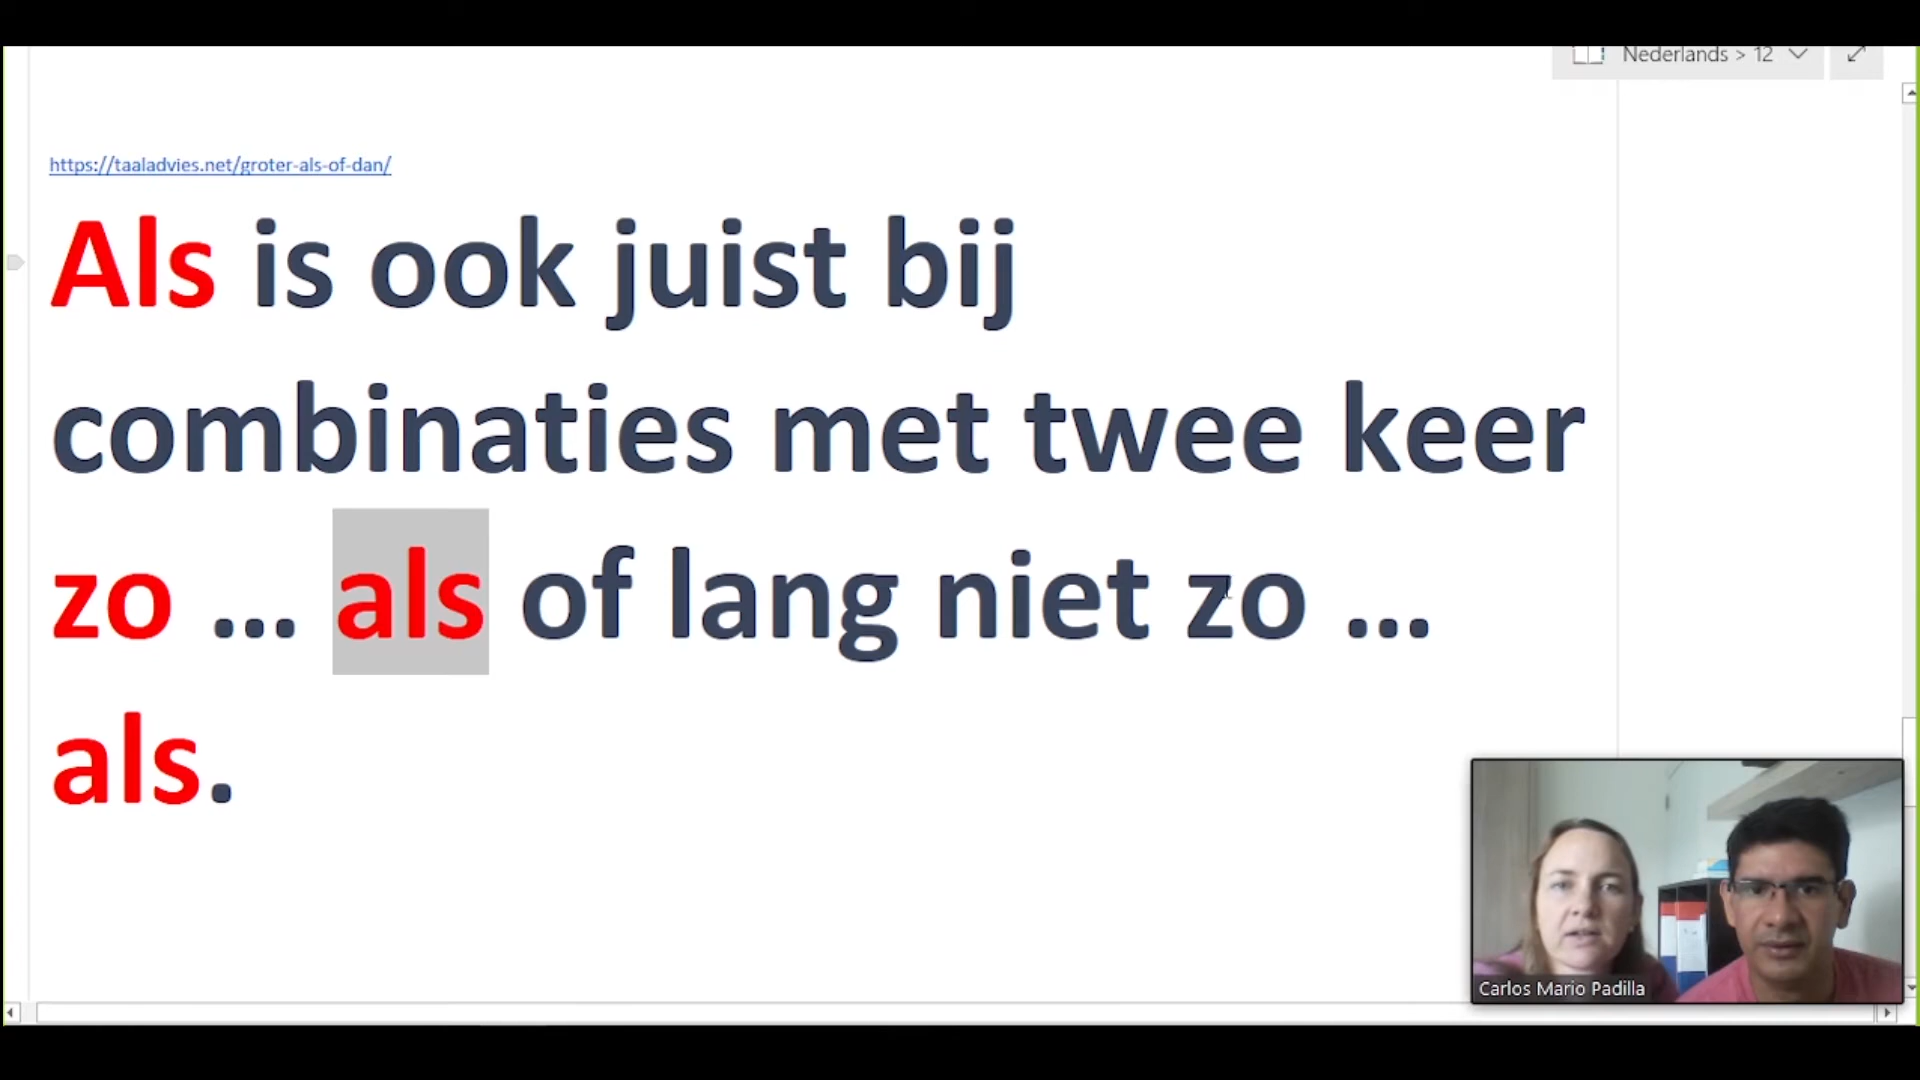 Nederlands > 12
https://taaladvies.net/groter-als-of-dan/
Als is ook juist bij
combinaties met twee keer
zo ... als of lang niet zo ...
als.
Carlos Mario Padilla